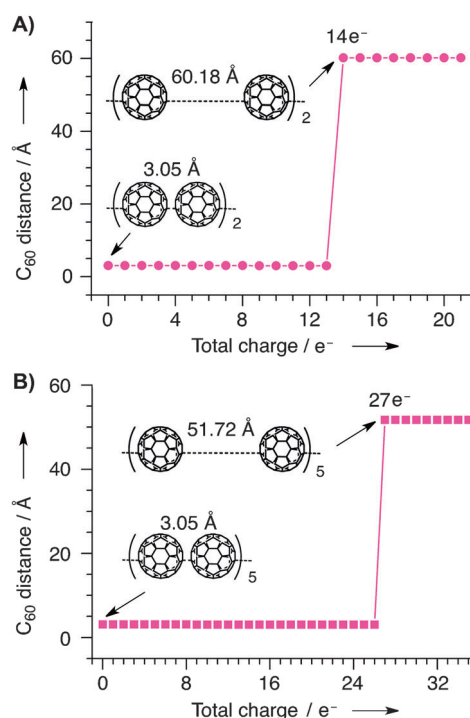 A)
14e⁻
60
60.18 Å
2
40
3.05 Å
20
2
0
C₆₀ distance / Å
0 4 8 12 16 20
Total charge / e⁻
B)
60
27e⁻
51.72 Å
40
5
3.05 Å
20
5
0
C₆₀ distance / Å
0 8 16 24 32
Total charge / e⁻